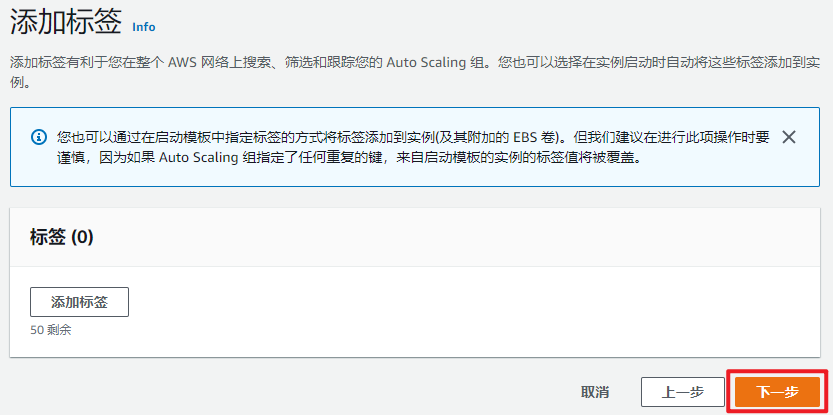 添加标签 Info
添加标签有利于您在整个 AWS 网络上搜索、筛选和跟踪您的 Auto Scaling 组。您也可以选择在实例启动时自动将这些标签添加到实
例。
您也可以通过在启动模板中指定标签的方式将标签添加到实例(及其附加的 EBS 卷)。但我们建议在进行此项操作时要
谨慎，因为如果 Auto Scaling 组指定了任何重复的键，来自启动模板的实例的标签值将被覆盖。
标签 (0)
添加标签
50 剩余
取消 上一步 下一步